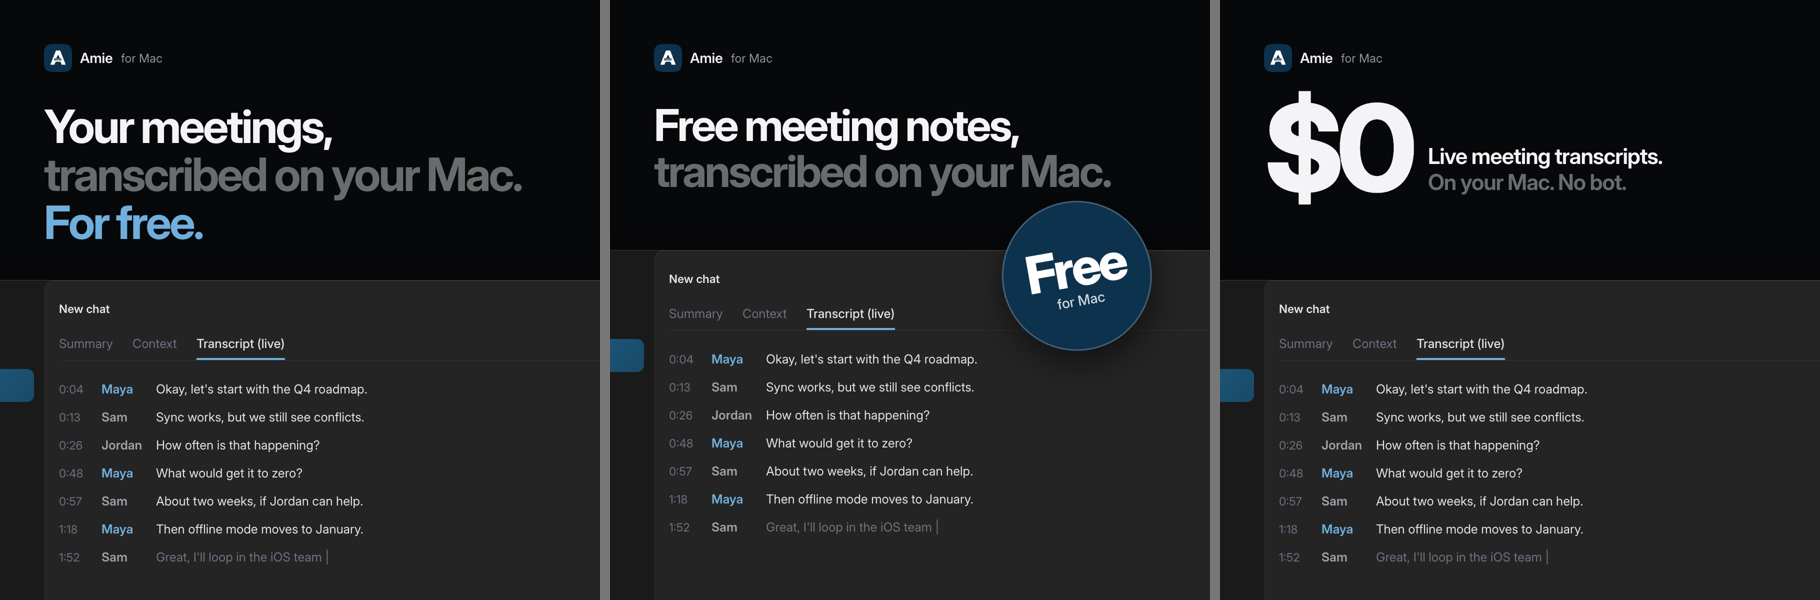 A Amie for Mac
Your meetings,
transcribed on your Mac.
For free.
New chat
Summary Context Transcript (live)
0:04 Maya Okay, let's start with the Q4 roadmap.
0:13 Sam Sync works, but we still see conflicts.
0:26 Jordan How often is that happening?
0:48 Maya What would get it to zero?
0:57 Sam About two weeks, if Jordan can help.
1:18 Maya Then offline mode moves to January.
1:52 Sam Great, I'll loop in the iOS team
A Amie for Mac
Free meeting notes,
transcribed on your Mac.
Free
for Mac
New chat
Summary Context Transcript (live)
0:04 Maya Okay, let's start with the Q4 roadmap.
0:13 Sam Sync works, but we still see conflicts.
0:26 Jordan How often is that happening?
0:48 Maya What would get it to zero?
0:57 Sam About two weeks, if Jordan can help.
1:18 Maya Then offline mode moves to January.
1:52 Sam Great, I'll loop in the iOS team
A Amie for Mac
$0
Live meeting transcripts.
On your Mac. No bot.
New chat
Summary Context Transcript (live)
0:04 Maya Okay, let's start with the Q4 roadmap.
0:13 Sam Sync works, but we still see conflicts.
0:26 Jordan How often is that happening?
0:48 Maya What would get it to zero?
0:57 Sam About two weeks, if Jordan can help.
1:18 Maya Then offline mode moves to January.
1:52 Sam Great, I'll loop in the iOS team